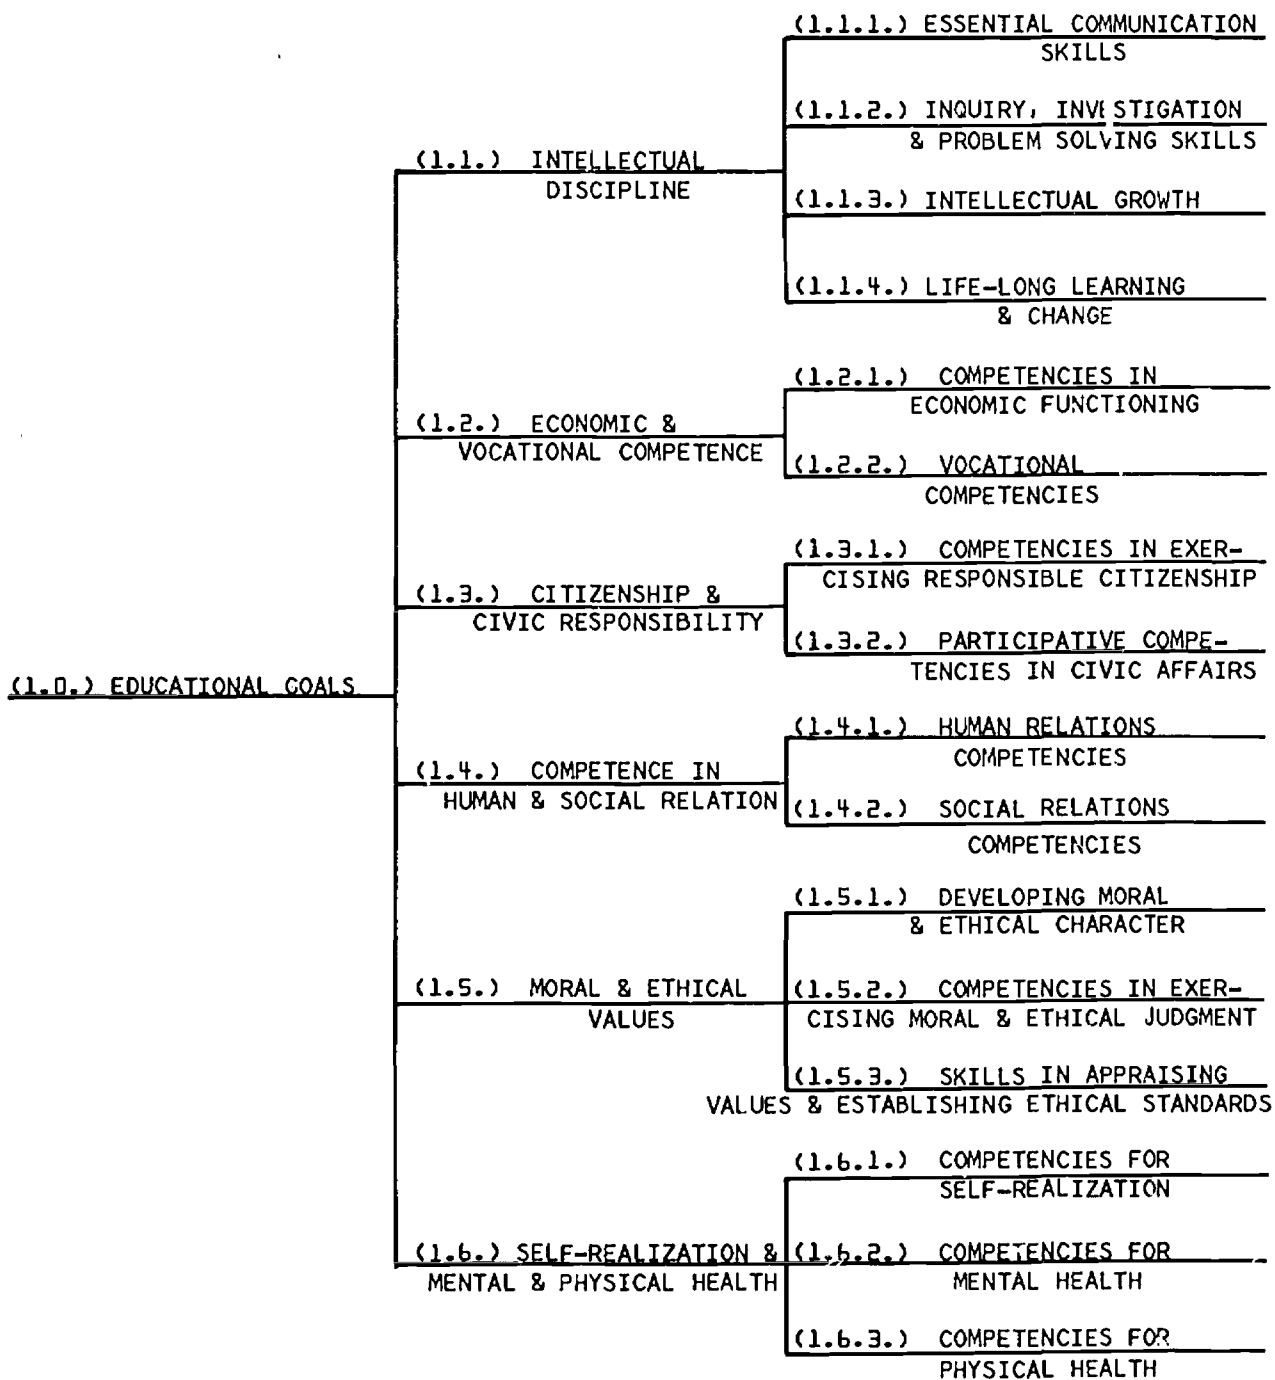 (1.1.1.) ESSENTIAL COMMUNICATION
SKILLS
(1.1.2.) INQUIRY, INVESTIGATION
& PROBLEM SOLVING SKILLS
(1.1.) INTELLECTUAL
DISCIPLINE
(1.1.3.) INTELLECTUAL GROWTH
(1.1.4.) LIFE-LONG LEARNING
& CHANGE
(1.2.1.) COMPETENCIES IN
ECONOMIC FUNCTIONING
(1.2.) ECONOMIC &
VOCATIONAL COMPETENCE
(1.2.2.) VOCATIONAL
COMPETENCIES
(1.3.1.) COMPETENCIES IN EXER-
CISING RESPONSIBLE CITIZENSHIP
(1.3.) CITIZENSHIP &
CIVIC RESPONSIBILITY
(1.3.2.) PARTICIPATIVE COMPE-
TENCIES IN CIVIC AFFAIRS
(1.0.) EDUCATIONAL GOALS
(1.4.1.) HUMAN RELATIONS
COMPETENCIES
(1.4.) COMPETENCE IN
HUMAN & SOCIAL RELATION
(1.4.2.) SOCIAL RELATIONS
COMPETENCIES
(1.5.1.) DEVELOPING MORAL
& ETHICAL CHARACTER
(1.5.) MORAL & ETHICAL
VALUES
(1.5.2.) COMPETENCIES IN EXER-
CISING MORAL & ETHICAL JUDGMENT
(1.5.3.) SKILLS IN APPRAISING
VALUES & ESTABLISHING ETHICAL STANDARDS
(1.6.1.) COMPETENCIES FOR
SELF-REALIZATION
(1.6.) SELF-REALIZATION &
MENTAL & PHYSICAL HEALTH
(1.6.2.) COMPETENCIES FOR
MENTAL HEALTH
(1.6.3.) COMPETENCIES FOR
PHYSICAL HEALTH